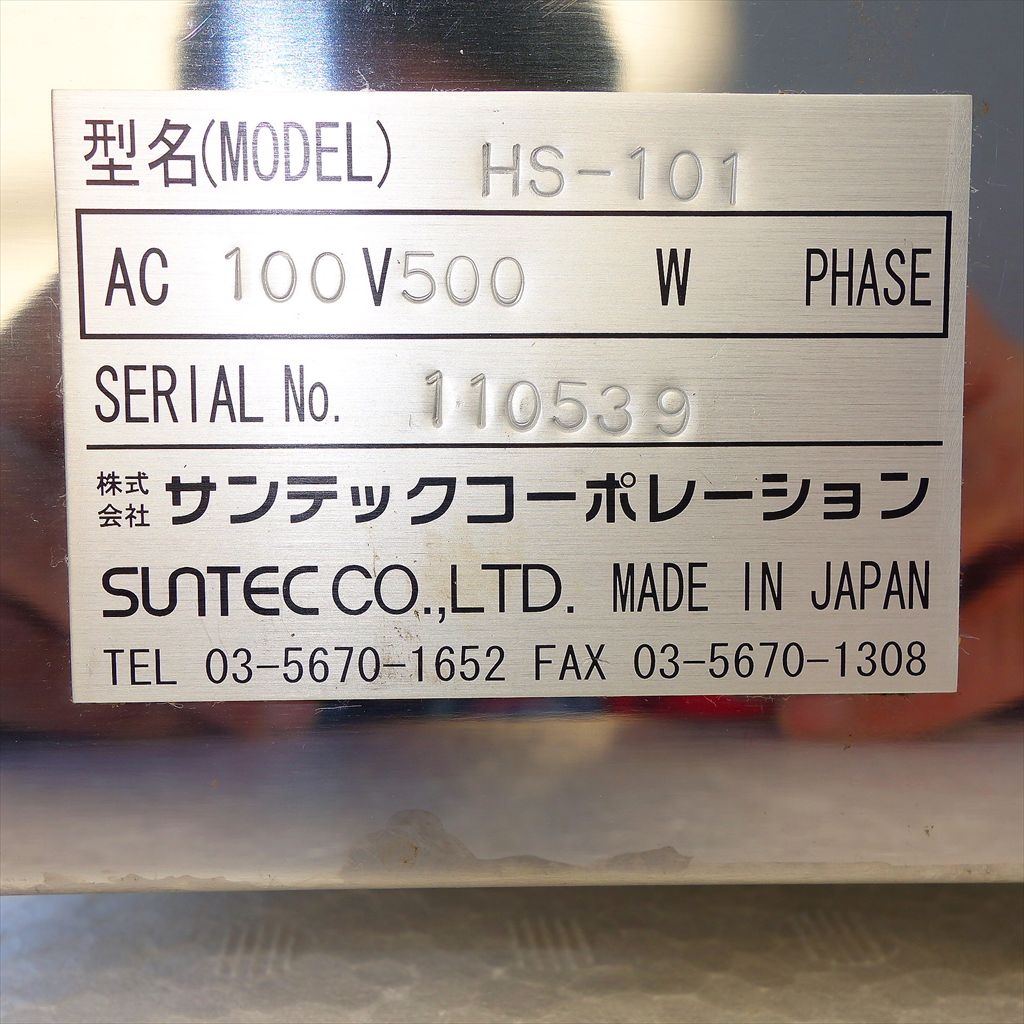 型名(MODEL) HS-101
AC 100 V 500 W PHASE
SERIAL No. 110539
株式会社 サンテックコーポレーション
SUNTEC CO.,LTD. MADE IN JAPAN
TEL 03-5670-1652 FAX 03-5670-1308